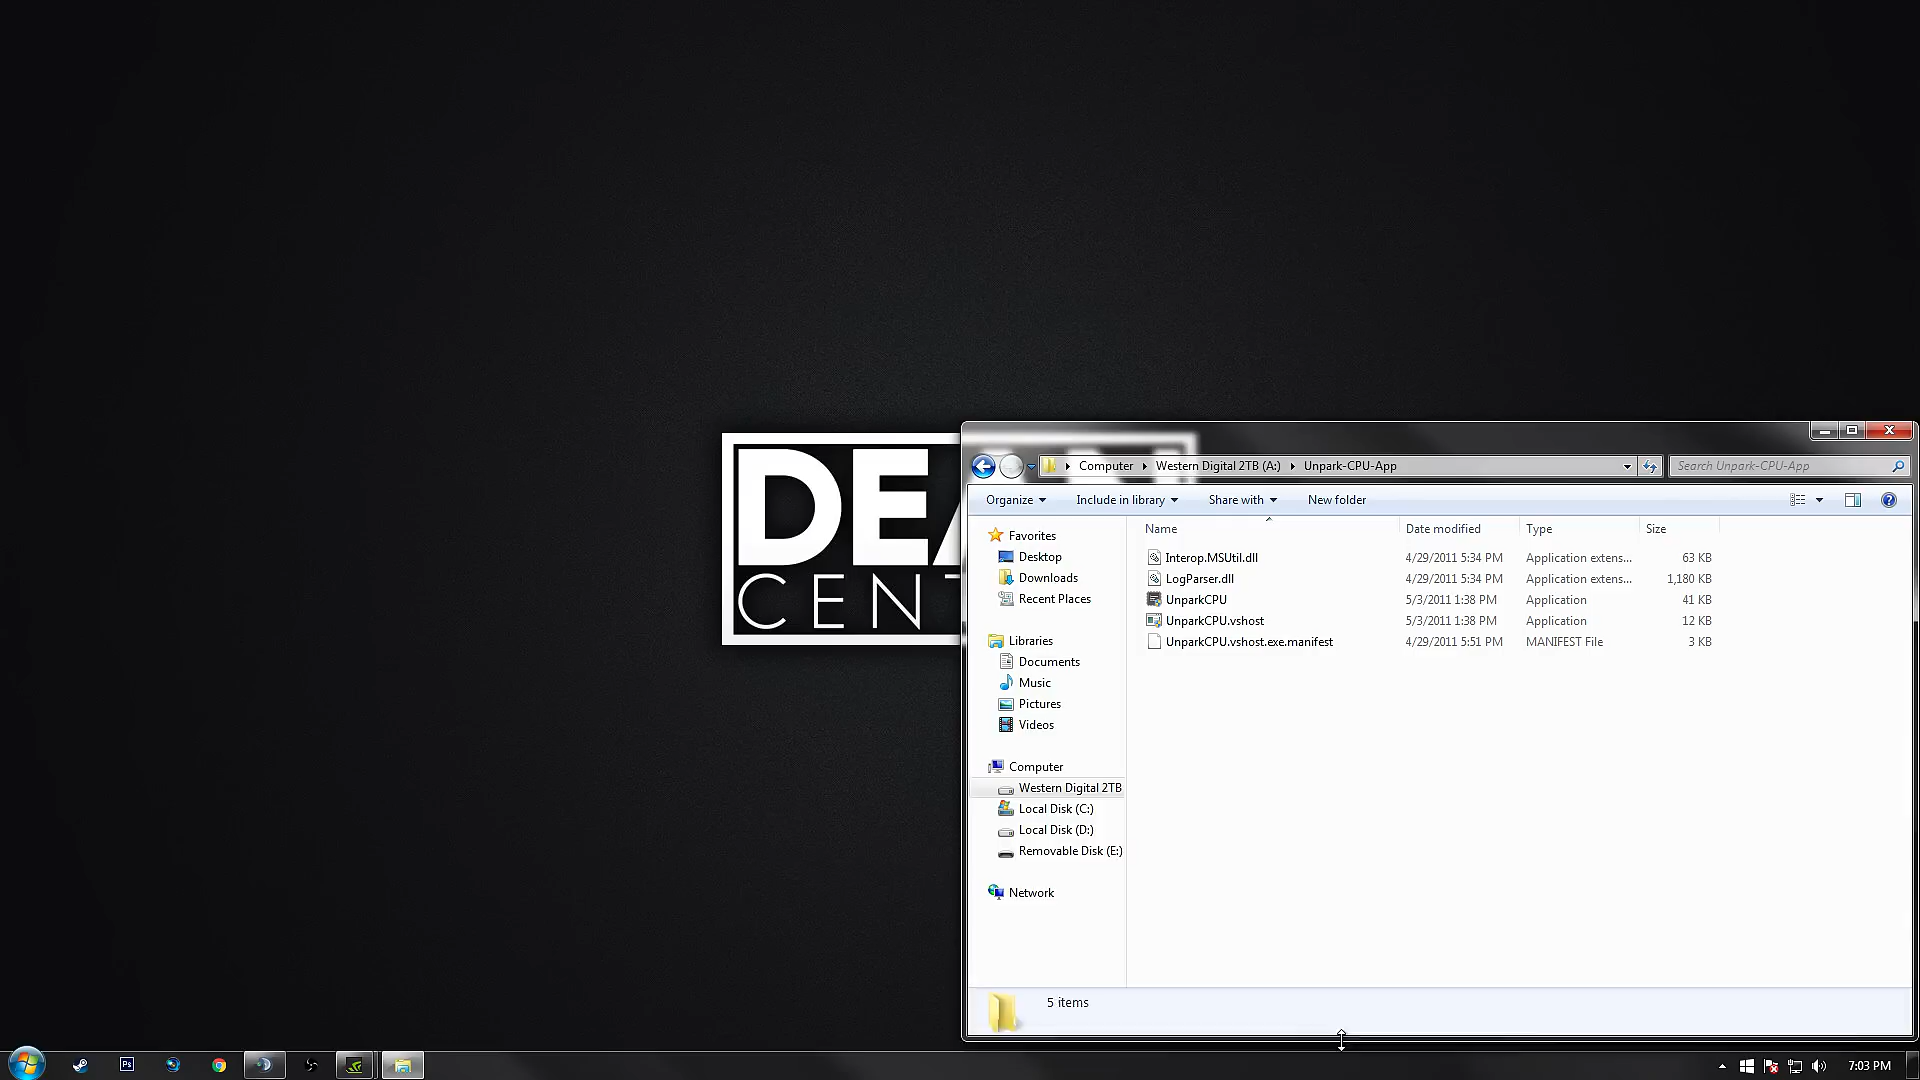 DEA
CENT
Computer
Western Digital 2TB (A:)
Unpark-CPU-App
Search Unpark-CPU-App
Organize
Include in library
Share with
New folder
Name
Date modified
Type
Size
Favorites
Desktop
Downloads
Recent Places
Libraries
Documents
Music
Pictures
Videos
Computer
Western Digital 2TB
Local Disk (C:)
Local Disk (D:)
Removable Disk (E:)
Network
Interop.MSUtil.dll 4/29/2011 5:34 PM Application extens... 63 KB
LogParser.dll 4/29/2011 5:34 PM Application extens... 1,180 KB
UnparkCPU 5/3/2011 1:38 PM Application 41 KB
UnparkCPU.vshost 5/3/2011 1:38 PM Application 12 KB
UnparkCPU.vshost.exe.manifest 4/29/2011 5:51 PM MANIFEST File 3 KB
5 items
Ps
7:03 PM